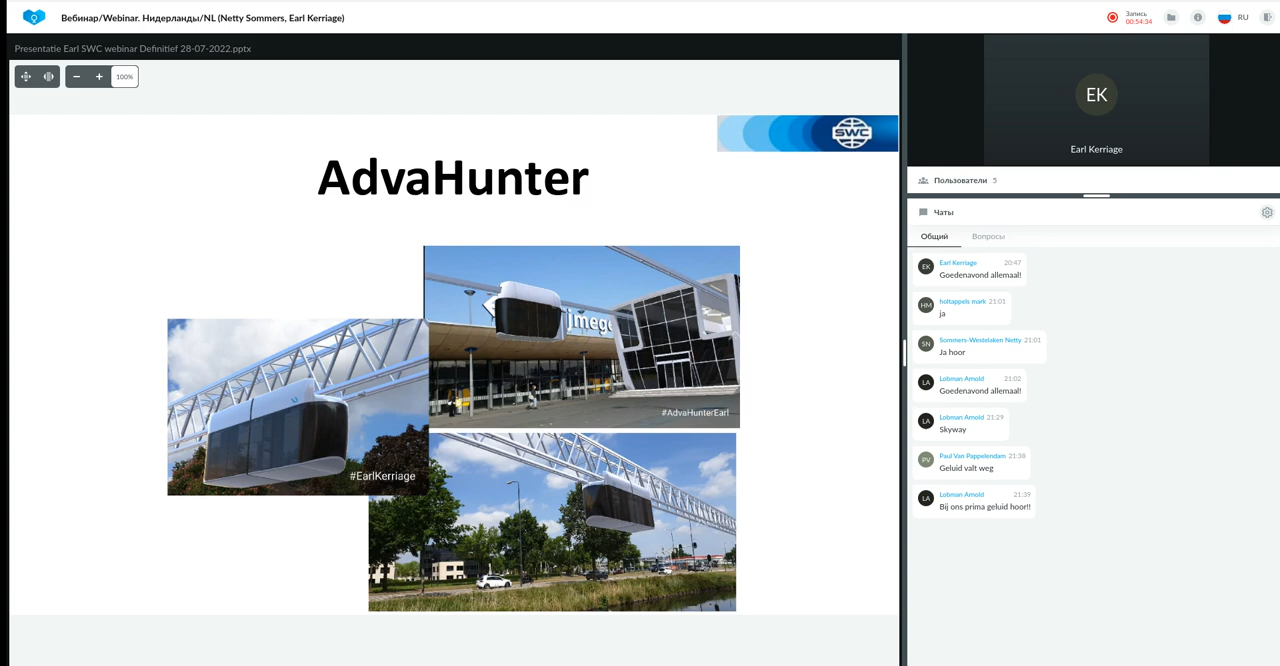 Вебинар/Webinar. Нидерланды/NL (Netty Sommers, Earl Kerriage)
Запись
00:54:34
RU
Presentatie Earl SWC webinar Definitief 28-07-2022.pptx
100%
SWC
AdvaHunter
jmege
#AdvaHunterEarl
#EarlKerriage
EK
Earl Kerriage
Пользователи 5
Чаты
Общий Вопросы
EK Earl Kerriage 20:47
Goedenavond allemaal!
HM holtappels mark 21:01
ja
SN Sommers-Westelaken Netty 21:01
Ja hoor
LA Lobman Arnold 21:02
Goedenavond allemaal!
LA Lobman Arnold 21:29
Skyway
PV Paul Van Pappelendam 21:38
Geluid valt weg
LA Lobman Arnold 21:39
Bij ons prima geluid hoor!!